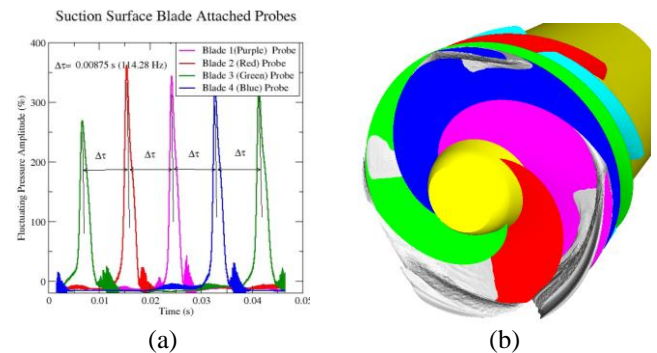 Suction Surface Blade Attached Probes
400
Δτ= 0.00875 s (114.28 Hz)
Blade 1(Purple) Probe
Blade 2 (Red) Probe
Blade 3 (Green) Probe
Blade 4 (Blue) Probe
300
Fluctuating Pressure Amplitude (%)
200
Δτ Δτ Δτ Δτ
100
0
0 0.01 0.02 0.03 0.04 0.05
Time (s)
(a) (b)